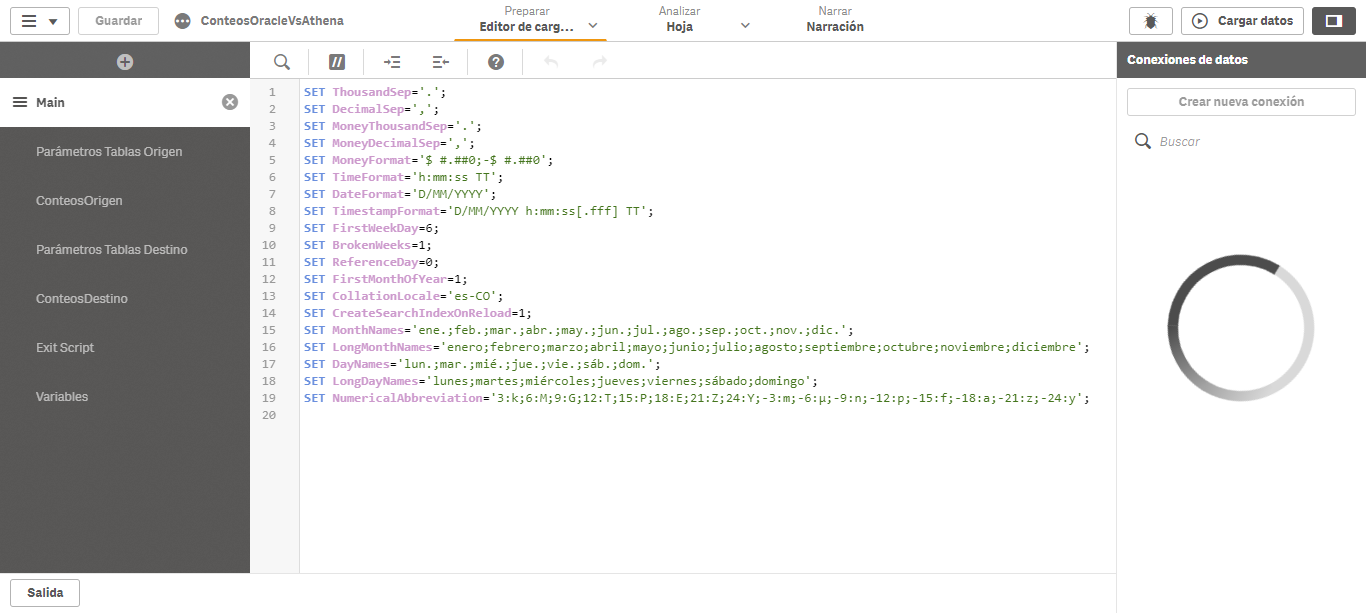 Guardar
ConteosOracleVsAthena
Preparar
Editor de carg...
Analizar
Hoja
Narrar
Narración
Cargar datos
Main
Parámetros Tablas Origen
ConteosOrigen
Parámetros Tablas Destino
ConteosDestino
Exit Script
Variables
//
?
1 SET ThousandSep='.';
2 SET DecimalSep=',';
3 SET MoneyThousandSep='.';
4 SET MoneyDecimalSep=',';
5 SET MoneyFormat='$ #.##0;-$ #.##0';
6 SET TimeFormat='h:mm:ss TT';
7 SET DateFormat='D/MM/YYYY';
8 SET TimestampFormat='D/MM/YYYY h:mm:ss[.fff] TT';
9 SET FirstWeekDay=6;
10 SET BrokenWeeks=1;
11 SET ReferenceDay=0;
12 SET FirstMonthOfYear=1;
13 SET CollationLocale='es-CO';
14 SET CreateSearchIndexOnReload=1;
15 SET MonthNames='ene.;feb.;mar.;abr.;may.;jun.;jul.;ago.;sep.;oct.;nov.;dic.';
16 SET LongMonthNames='enero;febrero;marzo;abril;mayo;junio;julio;agosto;septiembre;octubre;noviembre;diciembre';
17 SET DayNames='lun.;mar.;mié.;jue.;vie.;sáb.;dom.';
18 SET LongDayNames='lunes;martes;miércoles;jueves;viernes;sábado;domingo';
19 SET NumericalAbbreviation='3:k;6:M;9:G;12:T;15:P;18:E;21:Z;24:Y;-3:m;-6:μ;-9:n;-12:p;-15:f;-18:a;-21:z;-24:y';
20
Conexiones de datos
Crear nueva conexión
Buscar
Salida